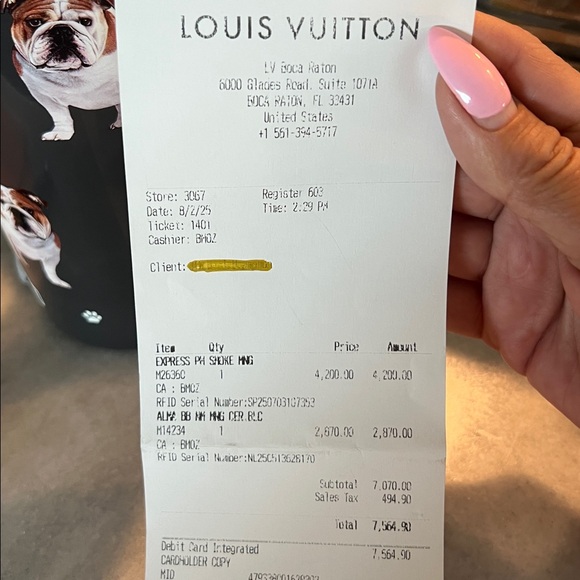 LOUIS VUITTON
LV Boca Raton
6000 Glades Road, Suite 1071A
BOCA RATON, FL 33431
United States
+1 561-394-5717
Store: 3067 Register 603
Date: 8/2/25 Time: 2:29 PM
Ticket: 1401
Cashier: BMOZ
Client:
Item Qty Price Amount
EXPRESS PM SMOKE MNG
1 4,200.00 4,200.00
CA : BMOZ
RFID Serial Number:
ALMA BB NM MNG CER.BLC
M14234 1 2,870.00 2,870.00
CA : BMOZ
RFID Serial Number:
Subtotal 7,070.00
Sales Tax 494.90
Total 7,564.90
Debit Card Integrated 7,564.90
CARDHOLDER COPY
MID